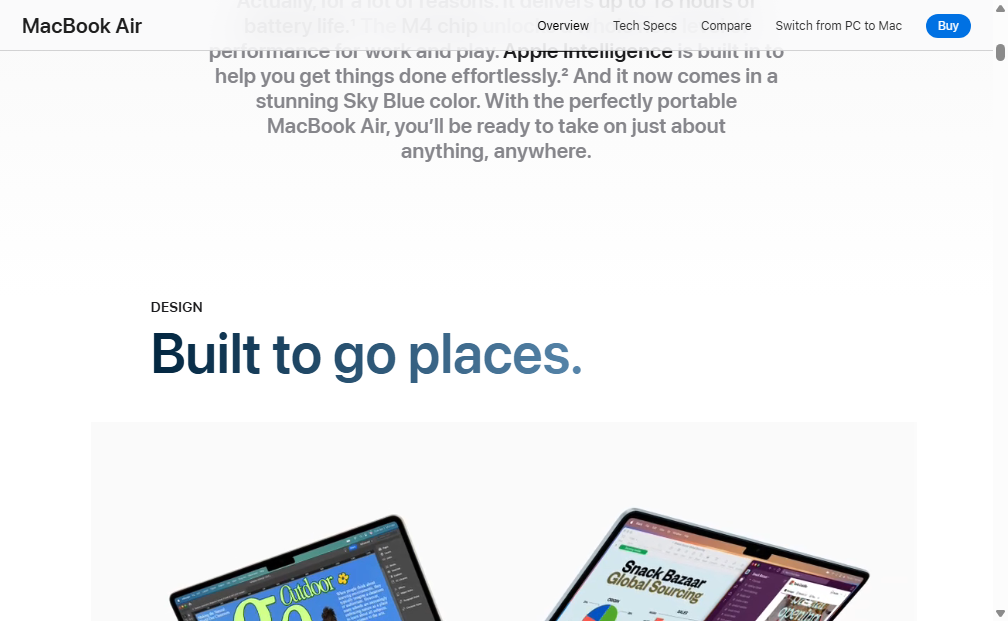 MacBook Air
Overview
Tech Specs
Compare
Switch from PC to Mac
Buy
Actually, for a lot of reasons. It delivers up to 18 hours of
battery life.¹ The M4 chip
performance for work and play. Apple Intelligence is built in to
help you get things done effortlessly.² And it now comes in a
stunning Sky Blue color. With the perfectly portable
MacBook Air, you’ll be ready to take on just about
anything, anywhere.
DESIGN
Built to go places.
Outdoor
Snack Bazaar
Global Sourcing